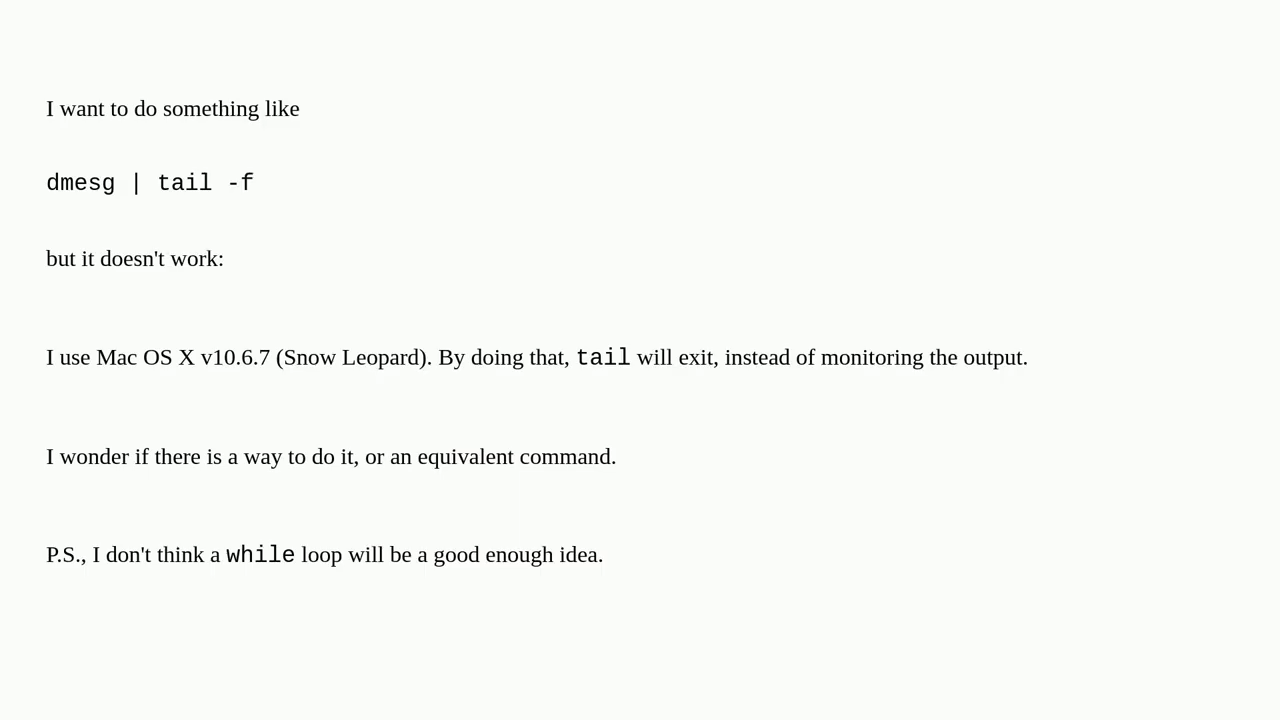 I want to do something like
dmesg | tail -f
but it doesn't work:
I use Mac OS X v10.6.7 (Snow Leopard). By doing that, tail will exit, instead of monitoring the output.
I wonder if there is a way to do it, or an equivalent command.
P.S., I don't think a while loop will be a good enough idea.